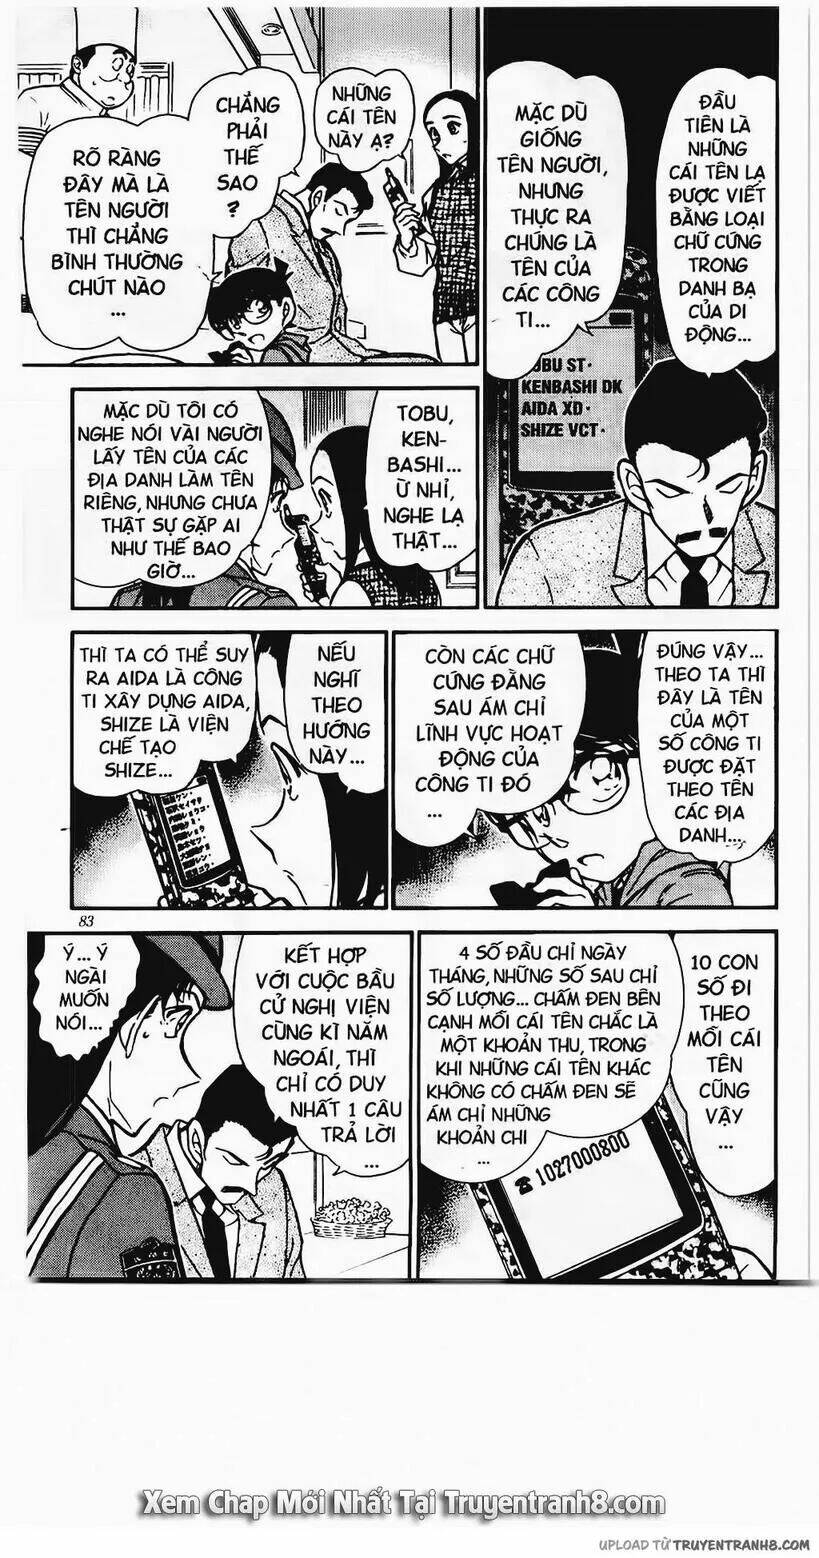 ĐẦU
TIÊN LÀ
NHỮNG
CÁI TÊN LẠ
ĐƯỢC VIẾT
BẰNG LOẠI
CHỮ CỨNG
TRONG
DANH BẠ
CỦA DI
ĐỘNG...
MẶC DÙ
GIỐNG
TÊN NGƯỜI,
NHƯNG
THỰC RA
CHÚNG LÀ
TÊN CỦA
CÁC CÔNG
TI...
OBU ST·
KENBASHI DK
AIDA XD·
SHIZE VCT·
NHỮNG
CÁI TÊN
NÀY Ạ?
CHẲNG
PHẢI
THẾ
SAO
?
RÕ RÀNG
ĐÂY MÀ LÀ
TÊN NGƯỜI
THÌ CHẲNG
BÌNH THƯỜNG
CHÚT NÀO
...
TOBU,
KEN-
BASHI...
Ừ NHỈ,
NGHE LẠ
THẬT...
MẶC DÙ TÔI CÓ
NGHE NÓI VÀI NGƯỜI
LẤY TÊN CỦA CÁC
ĐỊA DANH LÀM TÊN
RIÊNG, NHƯNG CHƯA
THẬT SỰ GẶP AI
NHƯ THẾ BAO
GIỜ...
ĐÚNG VẬY...
THEO TA THÌ
ĐÂY LÀ TÊN
CỦA MỘT
SỐ CÔNG TI
ĐƯỢC ĐẶT
THEO TÊN
CÁC ĐỊA
DANH...
CÒN CÁC CHỮ
CỨNG ĐẰNG
SAU ÁM CHỈ
LĨNH VỰC HOẠT
ĐỘNG CỦA
CÔNG TI ĐÓ
...
NẾU
NGHĨ
THEO
HƯỚNG
NÀY...
THÌ TA CÓ THỂ SUY
RA AIDA LÀ CÔNG
TI XÂY DỰNG AIDA,
SHIZE LÀ VIỆN
CHẾ TẠO
SHIZE...
83
10 CON
SỐ ĐI
THEO
MỖI CÁI
TÊN
CŨNG
VẬY
...
4 SỐ ĐẦU CHỈ NGÀY
THÁNG, NHỮNG SỐ SAU CHỈ
SỐ LƯỢNG... CHẤM ĐEN BÊN
CẠNH MỖI CÁI TÊN CHẮC LÀ
MỘT KHOẢN THU, TRONG
KHI NHỮNG CÁI TÊN KHÁC
KHÔNG CÓ CHẤM ĐEN SẼ
ÁM CHỈ NHỮNG
KHOẢN CHI
...
☎1027000800
KẾT HỢP
VỚI CUỘC BẦU
CỬ NGHỊ VIỆN
CÙNG KÌ NĂM
NGOÁI, THÌ
CHỈ CÓ DUY
NHẤT 1 CÂU
TRẢ LỜI
...
Ý... Ý
NGÀI
MUỐN
NÓI...
Xem Chap Mới Nhất Tại Truyentranh8.com
UPLOAD TỪ TRUYENTRANH8.COM